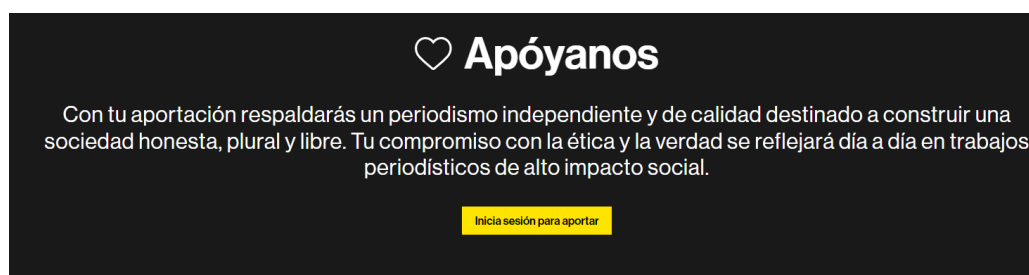 Apóyanos
Con tu aportación respaldarás un periodismo independiente y de calidad destinado a construir una
sociedad honesta, plural y libre. Tu compromiso con la ética y la verdad se reflejará día a día en trabajos
periodísticos de alto impacto social.
Inicia sesión para aportar